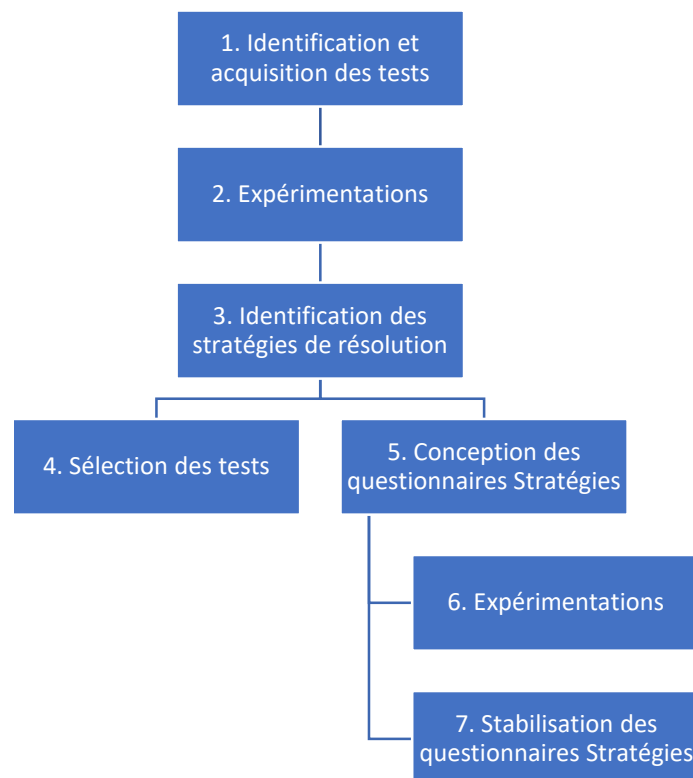 1. Identification et
acquisition des tests
2. Expérimentations
3. Identification des
stratégies de résolution
4. Sélection des tests
5. Conception des
questionnaires Stratégies
6. Expérimentations
7. Stabilisation des
questionnaires Stratégies